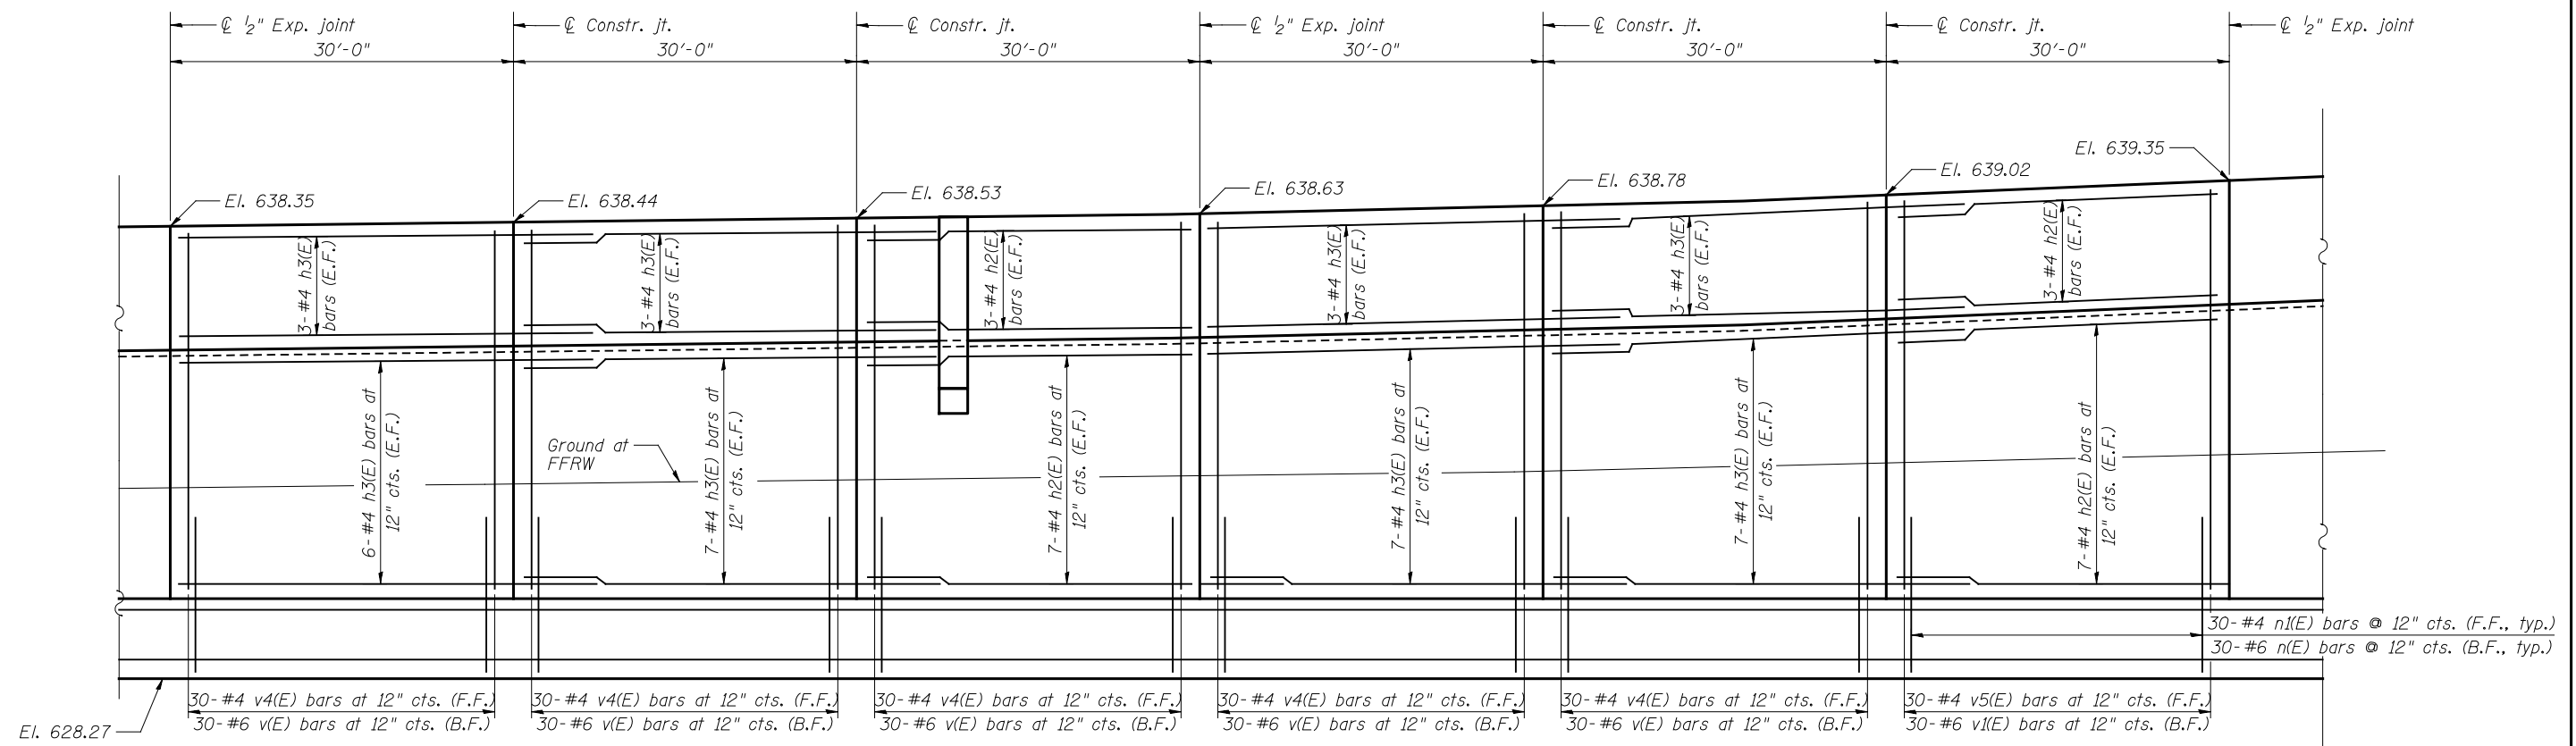 ℄ ½" Exp. joint
℄ Constr. jt.
℄ Constr. jt.
℄ ½" Exp. joint
℄ Constr. jt.
℄ Constr. jt.
℄ ½" Exp. joint
30'-0"
30'-0"
30'-0"
30'-0"
30'-0"
30'-0"
El. 638.35
El. 638.44
El. 638.53
El. 638.63
El. 638.78
El. 639.02
El. 639.35
3-#4 h3(E)
bars (E.F.)
3-#4 h3(E)
bars (E.F.)
3-#4 h2(E)
bars (E.F.)
3-#4 h3(E)
bars (E.F.)
3-#4 h3(E)
bars (E.F.)
3-#4 h2(E)
bars (E.F.)
6-#4 h3(E) bars at
12" cts. (E.F.)
Ground at
FFRW
7-#4 h3(E) bars at
12" cts. (E.F.)
7-#4 h2(E) bars at
12" cts. (E.F.)
7-#4 h3(E) bars at
12" cts. (E.F.)
7-#4 h3(E) bars at
12" cts. (E.F.)
7-#4 h2(E) bars at
12" cts. (E.F.)
30-#4 n1(E) bars @ 12" cts. (F.F., typ.)
30-#6 n(E) bars @ 12" cts. (B.F., typ.)
30-#4 v4(E) bars at 12" cts. (F.F.)
30-#6 v(E) bars at 12" cts. (B.F.)
30-#4 v4(E) bars at 12" cts. (F.F.)
30-#6 v(E) bars at 12" cts. (B.F.)
30-#4 v4(E) bars at 12" cts. (F.F.)
30-#6 v(E) bars at 12" cts. (B.F.)
30-#4 v4(E) bars at 12" cts. (F.F.)
30-#6 v(E) bars at 12" cts. (B.F.)
30-#4 v4(E) bars at 12" cts. (F.F.)
30-#6 v(E) bars at 12" cts. (B.F.)
30-#4 v5(E) bars at 12" cts. (F.F.)
30-#6 v1(E) bars at 12" cts. (B.F.)
El. 628.27